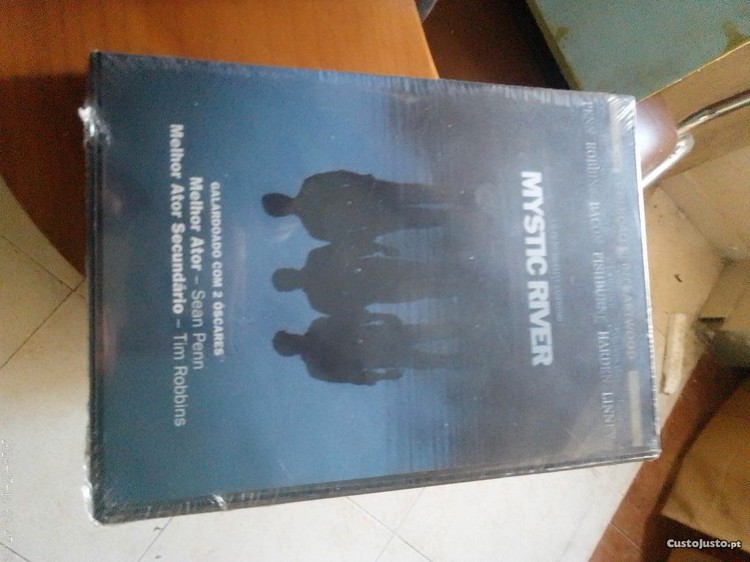 PENN ROBBINS BACON FISHBURNE HARDEN LINNEY
MYSTIC RIVER
GALARDOADO COM 2 ÓSCARES
Melhor Ator – Sean Penn
Melhor Ator Secundário – Tim Robbins
CustoJusto.pt